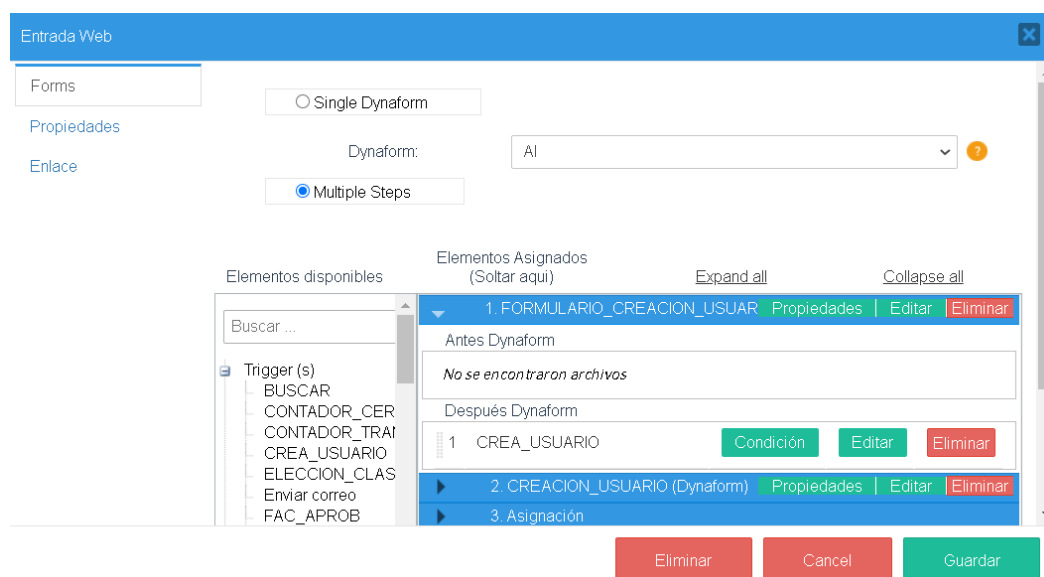 Entrada Web
Forms
Propiedades
Enlace
Single Dynaform
Dynaform: AI
Multiple Steps
Elementos disponibles
Elementos Asignados
(Soltar aqui)
Expand all
Collapse all
Buscar ...
Trigger (s)
BUSCAR
CONTADOR_CER
CONTADOR_TRAN
CREA_USUARIO
ELECCION_CLAS
Enviar correo
FAC_APROB
1. FORMULARIO_CREACION_USUAR Propiedades Editar Eliminar
Antes Dynaform
No se encontraron archivos
Después Dynaform
1 CREA_USUARIO Condición Editar Eliminar
2. CREACION_USUARIO (Dynaform) Propiedades Editar Eliminar
3. Asignación
Eliminar Cancel Guardar